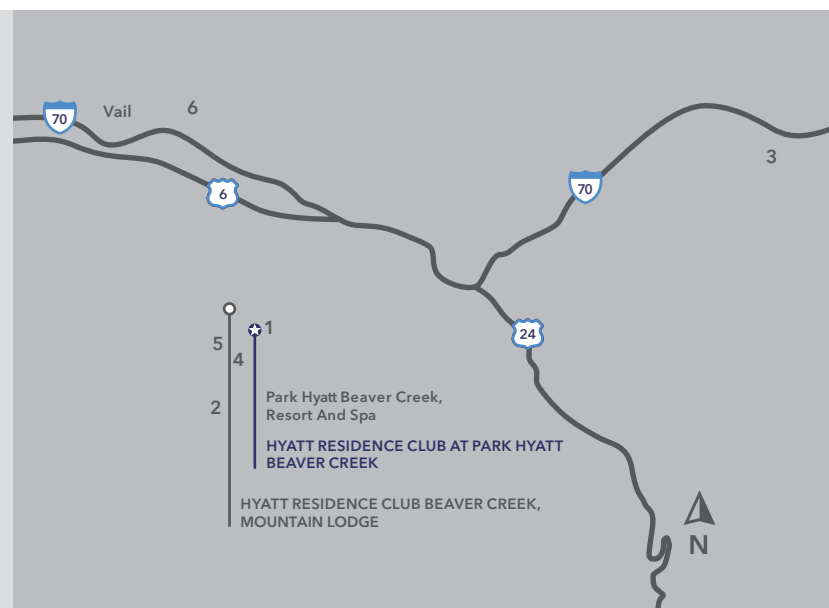 70
Vail
6
3
6
70
24
1
5
4
2
Park Hyatt Beaver Creek,
Resort And Spa
HYATT RESIDENCE CLUB AT PARK HYATT
BEAVER CREEK
HYATT RESIDENCE CLUB BEAVER CREEK,
MOUNTAIN LODGE
N